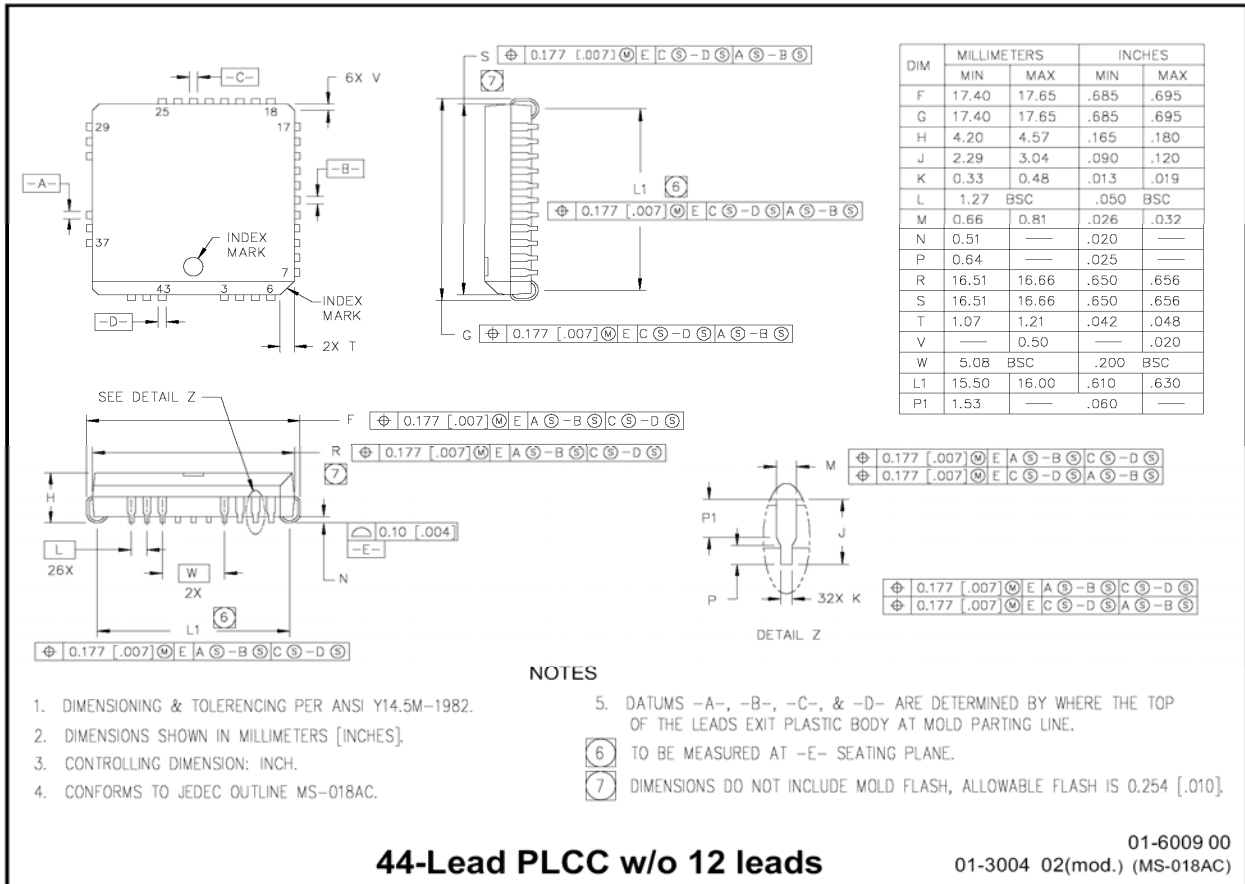 -C-
6X V
25
18
29
17
-A-
-B-
37
INDEX
MARK
7
43
3
6
INDEX
MARK
-D-
2X T
S ⌖ 0.177 [.007] Ⓜ E C Ⓢ -D Ⓢ A Ⓢ -B Ⓢ
7
L1 6
⌖ 0.177 [.007] Ⓜ E C Ⓢ -D Ⓢ A Ⓢ -B Ⓢ
G ⌖ 0.177 [.007] Ⓜ E C Ⓢ -D Ⓢ A Ⓢ -B Ⓢ
DIM MILLIMETERS INCHES
MIN MAX MIN MAX
F 17.40 17.65 .685 .695
G 17.40 17.65 .685 .695
H 4.20 4.57 .165 .180
J 2.29 3.04 .090 .120
K 0.33 0.48 .013 .019
L 1.27 BSC .050 BSC
M 0.66 0.81 .026 .032
N 0.51 — .020 —
P 0.64 — .025 —
R 16.51 16.66 .650 .656
S 16.51 16.66 .650 .656
T 1.07 1.21 .042 .048
V — 0.50 — .020
W 5.08 BSC .200 BSC
L1 15.50 16.00 .610 .630
P1 1.53 — .060 —
SEE DETAIL Z
F ⌖ 0.177 [.007] Ⓜ E A Ⓢ -B Ⓢ C Ⓢ -D Ⓢ
R ⌖ 0.177 [.007] Ⓜ E A Ⓢ -B Ⓢ C Ⓢ -D Ⓢ
7
H
⌓ 0.10 [.004]
-E-
L
26X
W
2X
N
6
L1
⌖ 0.177 [.007] Ⓜ E A Ⓢ -B Ⓢ C Ⓢ -D Ⓢ
M ⌖ 0.177 [.007] Ⓜ E A Ⓢ -B Ⓢ C Ⓢ -D Ⓢ
⌖ 0.177 [.007] Ⓜ E C Ⓢ -D Ⓢ A Ⓢ -B Ⓢ
P1
J
P
32X K
⌖ 0.177 [.007] Ⓜ E A Ⓢ -B Ⓢ C Ⓢ -D Ⓢ
⌖ 0.177 [.007] Ⓜ E C Ⓢ -D Ⓢ A Ⓢ -B Ⓢ
DETAIL Z
NOTES
1. DIMENSIONING & TOLERENCING PER ANSI Y14.5M-1982.
2. DIMENSIONS SHOWN IN MILLIMETERS [INCHES].
3. CONTROLLING DIMENSION: INCH.
4. CONFORMS TO JEDEC OUTLINE MS-018AC.
5. DATUMS -A-, -B-, -C-, & -D- ARE DETERMINED BY WHERE THE TOP
OF THE LEADS EXIT PLASTIC BODY AT MOLD PARTING LINE.
6 TO BE MEASURED AT -E- SEATING PLANE.
7 DIMENSIONS DO NOT INCLUDE MOLD FLASH, ALLOWABLE FLASH IS 0.254 [.010].
44-Lead PLCC w/o 12 leads
01-6009 00
01-3004 02(mod.) (MS-018AC)